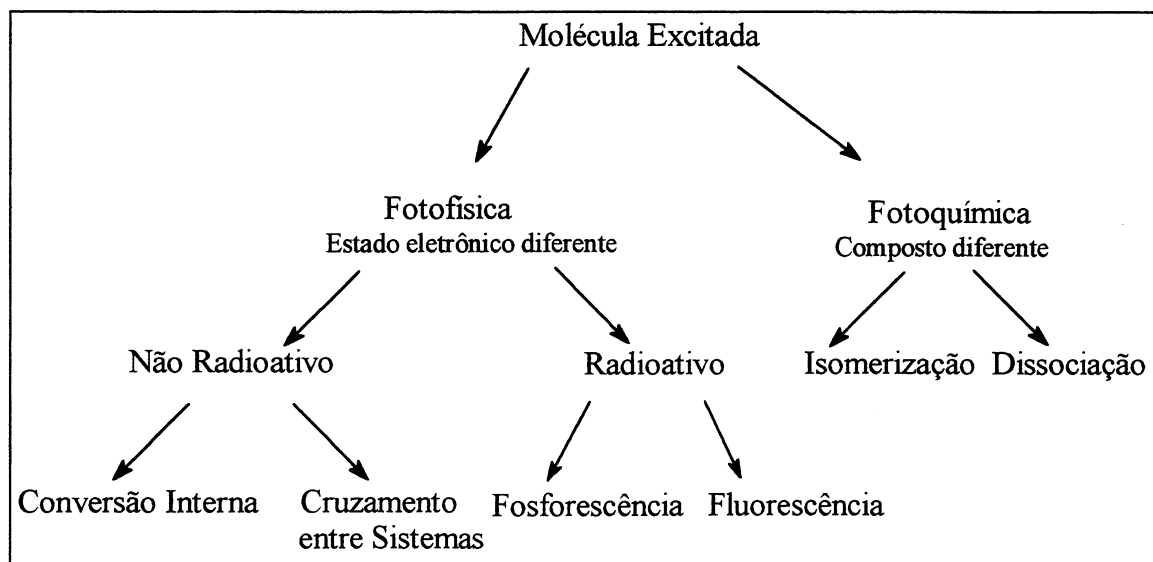 Molécula Excitada
Fotofísica
Estado eletrônico diferente
Fotoquímica
Composto diferente
Não Radioativo
Radioativo
Isomerização
Dissociação
Conversão Interna
Cruzamento
entre Sistemas
Fosforescência
Fluorescência